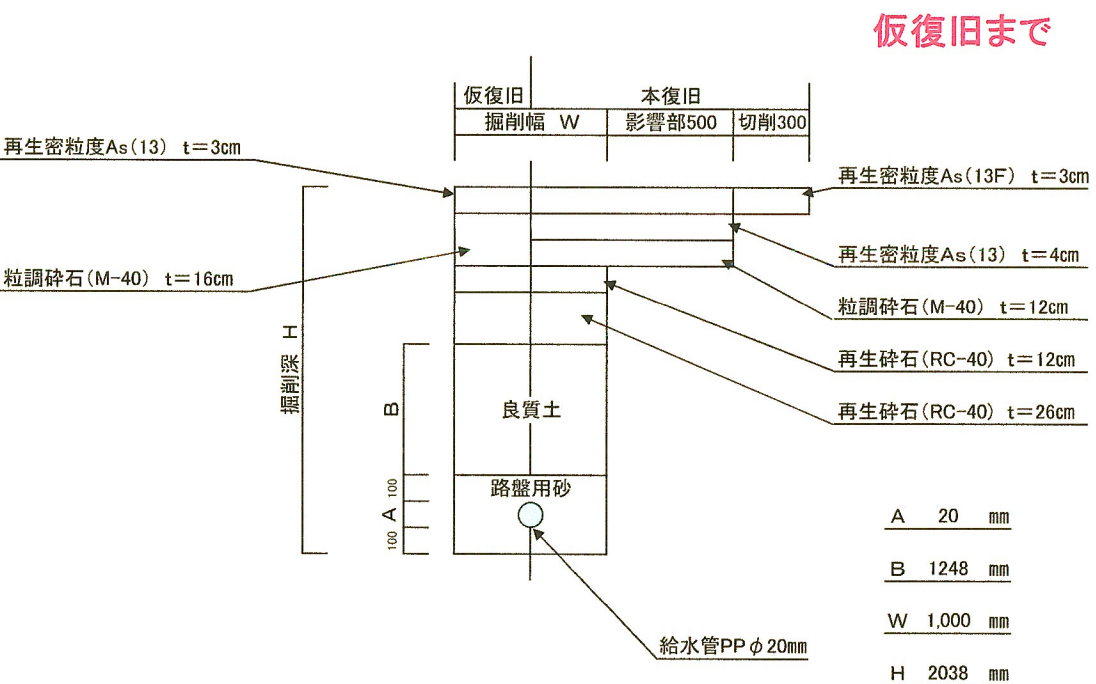 仮復旧まで
仮復旧 本復旧
掘削幅 W 影響部500 切削300
再生密粒度As(13) t=3cm
再生密粒度As(13F) t=3cm
再生密粒度As(13) t=4cm
粒調砕石(M-40) t=16cm
粒調砕石(M-40) t=12cm
再生砕石(RC-40) t=12cm
再生砕石(RC-40) t=26cm
掘削深 H
B
良質土
100
路盤用砂
A
100
A 20 mm
B 1248 mm
W 1,000 mm
給水管PPφ20mm
H 2038 mm